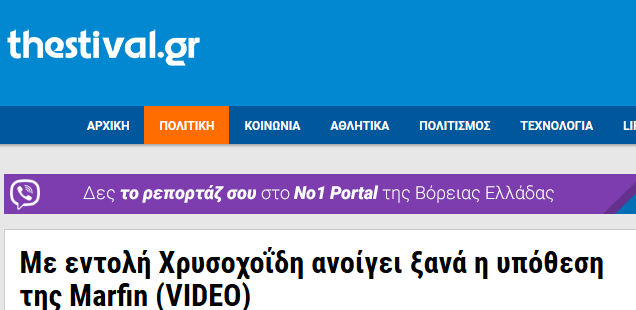 thestival.gr
ΑΡΧΙΚΗ ΠΟΛΙΤΙΚΗ ΚΟΙΝΩΝΙΑ ΑΘΛΗΤΙΚΑ ΠΟΛΙΤΙΣΜΟΣ ΤΕΧΝΟΛΟΓΙΑ
Δες το ρεπορτάζ σου στο Νο1 Portal της Βόρειας Ελλάδας
Με εντολή Χρυσοχοΐδη ανοίγει ξανά η υπόθεση
της Marfin (VIDEO)